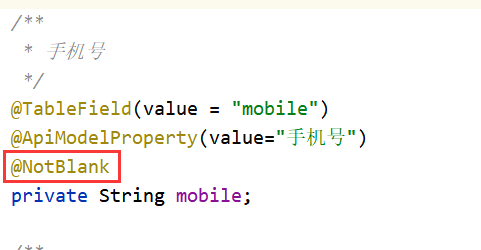 /**
* 手机号
*/
@TableField(value = "mobile")
@ApiModelProperty(value="手机号")
@NotBlank
private String mobile;
/**